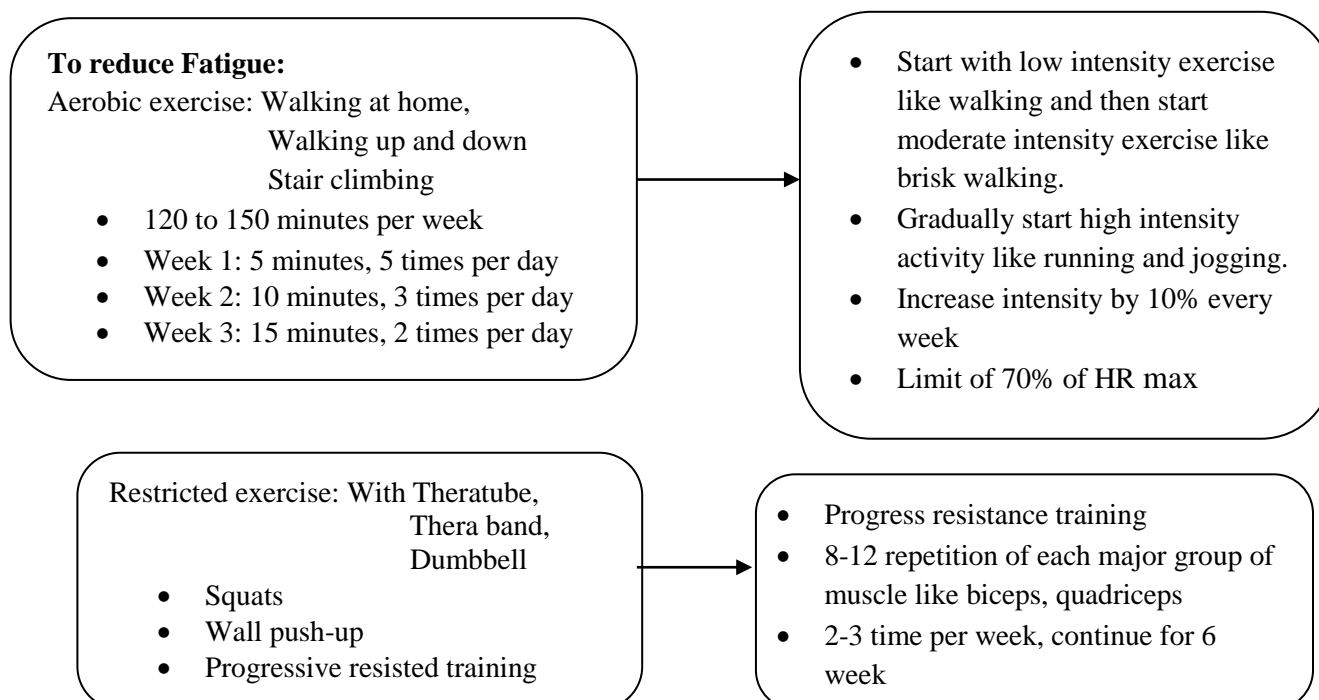 To reduce Fatigue:
Aerobic exercise: Walking at home,
Walking up and down
Stair climbing
• 120 to 150 minutes per week
• Week 1: 5 minutes, 5 times per day
• Week 2: 10 minutes, 3 times per day
• Week 3: 15 minutes, 2 times per day
• Start with low intensity exercise
like walking and then start
moderate intensity exercise like
brisk walking.
• Gradually start high intensity
activity like running and jogging.
• Increase intensity by 10% every
week
• Limit of 70% of HR max
Restricted exercise: With Theratube,
Thera band,
Dumbbell
• Squats
• Wall push-up
• Progressive resisted training
• Progress resistance training
• 8-12 repetition of each major group of
muscle like biceps, quadriceps
• 2-3 time per week, continue for 6
week